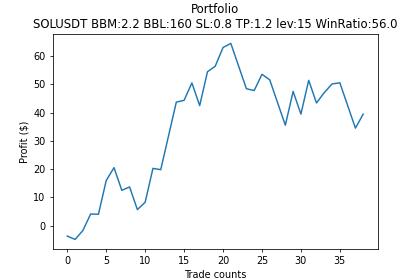 Portfolio
SOLUSDT BBM:2.2 BBL:160 SL:0.8 TP:1.2 lev:15 WinRatio:56.0
60
50
40
30
20
10
0
Profit ($)
0 5 10 15 20 25 30 35
Trade counts